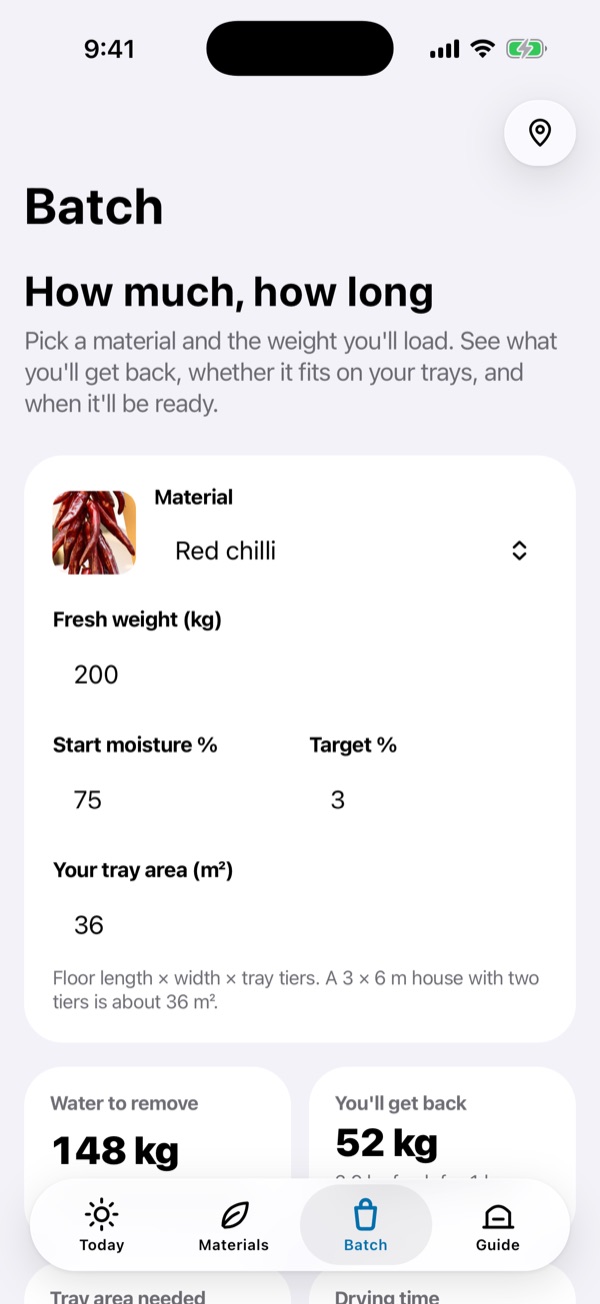 9:41
Batch
How much, how long
Pick a material and the weight you'll load. See what
you'll get back, whether it fits on your trays, and
when it'll be ready.
Material
Red chilli
Fresh weight (kg)
200
Start moisture %
Target %
75
3
Your tray area (m²)
36
Floor length × width × tray tiers. A 3 × 6 m house with two
tiers is about 36 m².
Water to remove
You'll get back
148 kg
52 kg
Today
Materials
Batch
Guide
Tray area needed
Drying time